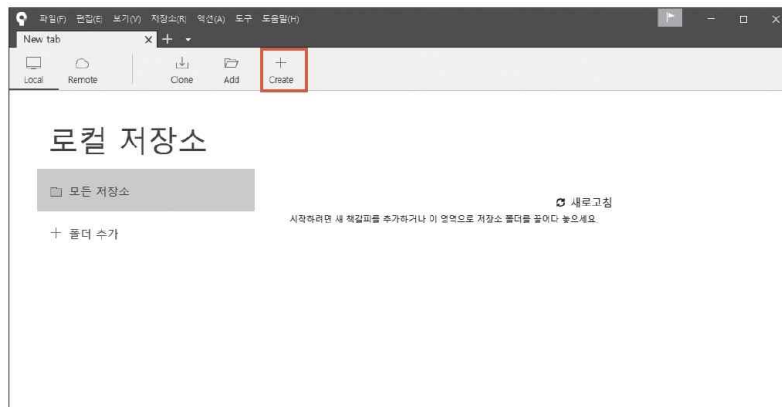 파일(F) 편집(E) 보기(V) 저장소(R) 액션(A) 도구 도움말(H)
New tab
Local Remote Clone Add Create
로컬 저장소
모든 저장소
새로고침
시작하려면 새 책갈피를 추가하거나 이 영역으로 저장소 폴더를 끌어다 놓으세요.
폴더 추가